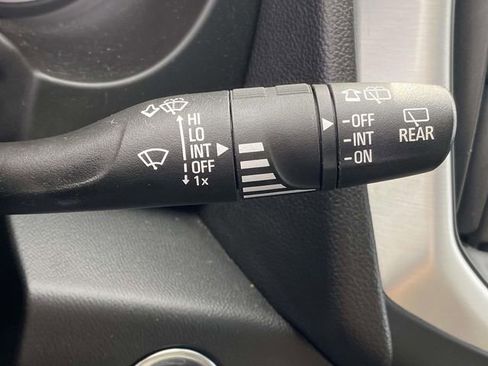 HI
LO
INT
OFF
1x
-OFF
-INT
-ON
REAR